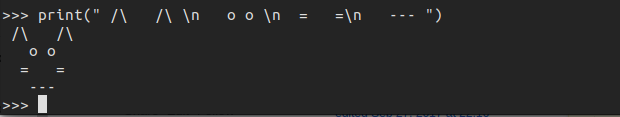 >>> print(" /\   /\ \n   o o \n  =   =\n   --- ")
 /\   /\
   o o
  =   =
   ---
>>>